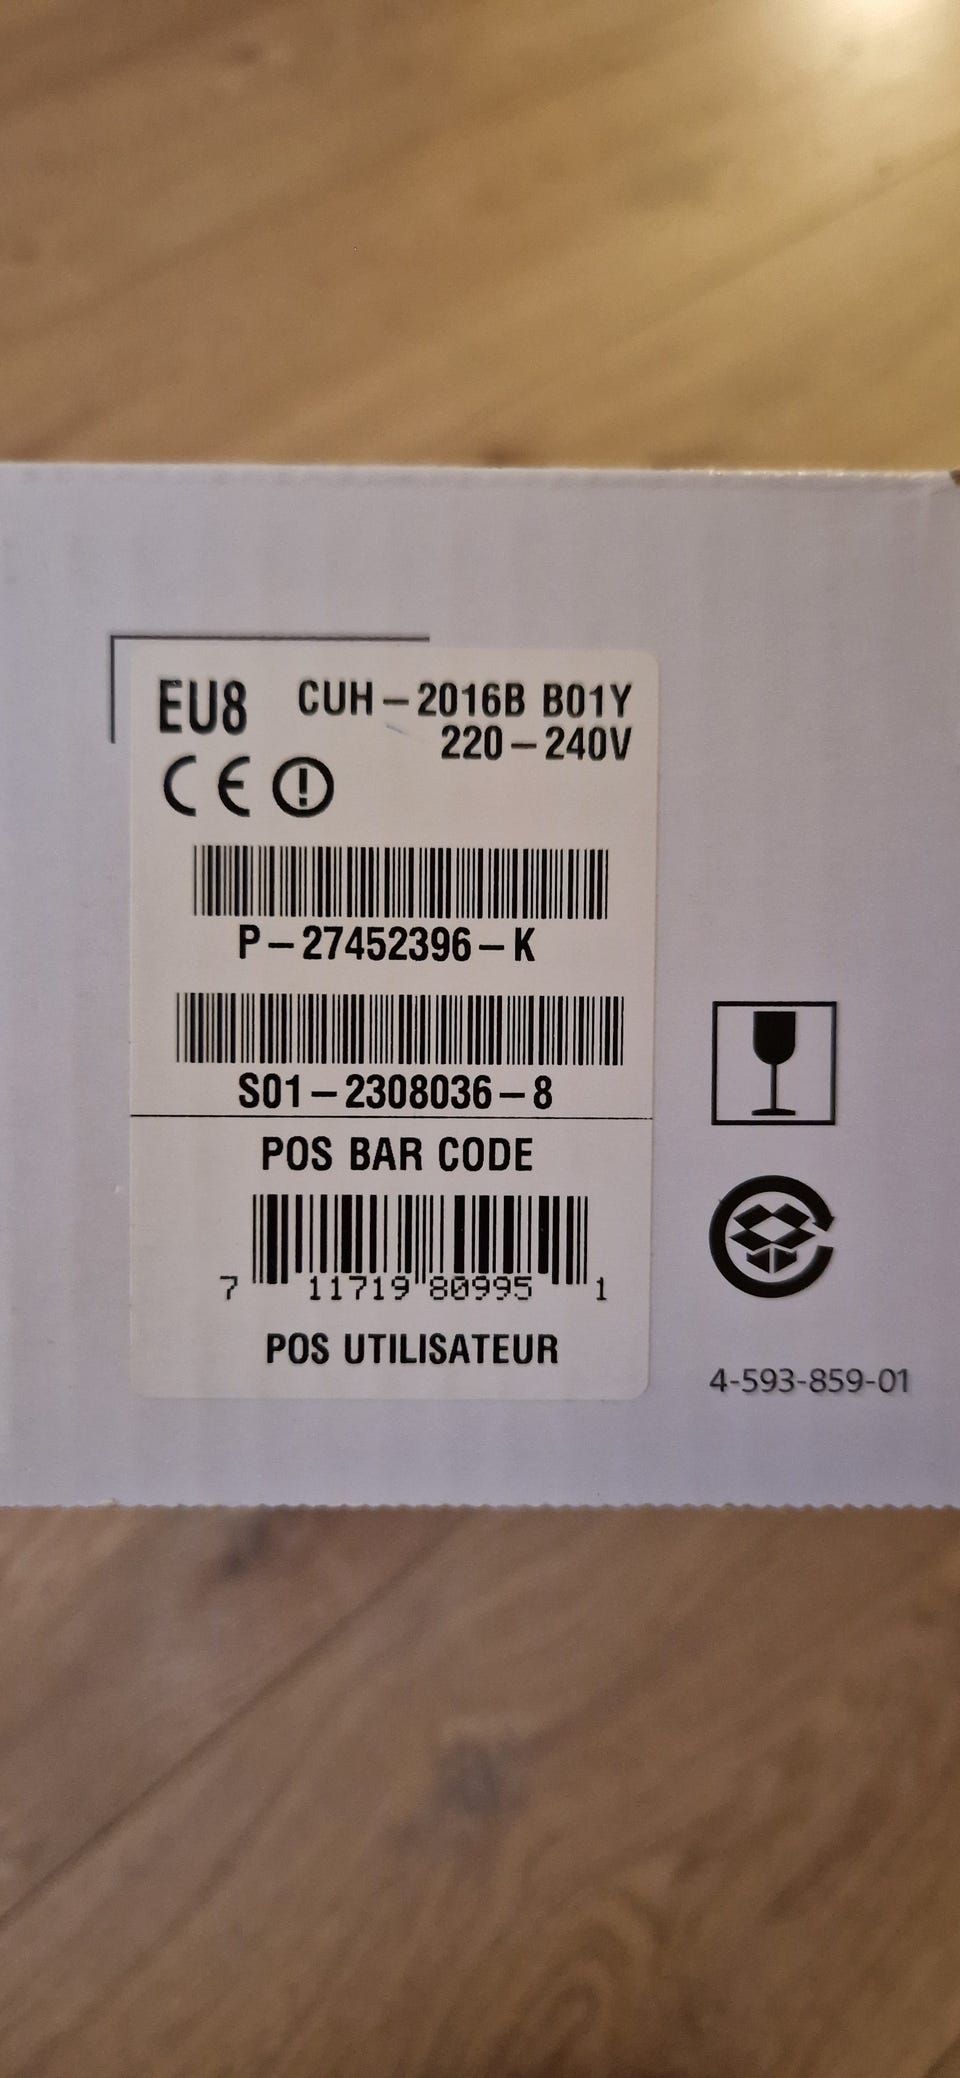 EU8 CUH-2016B B01Y
220-240V
CE
P-27452396-K
S01-2308036-8
POS BAR CODE
7 11719 80995 1
POS UTILISATEUR
4-593-859-01